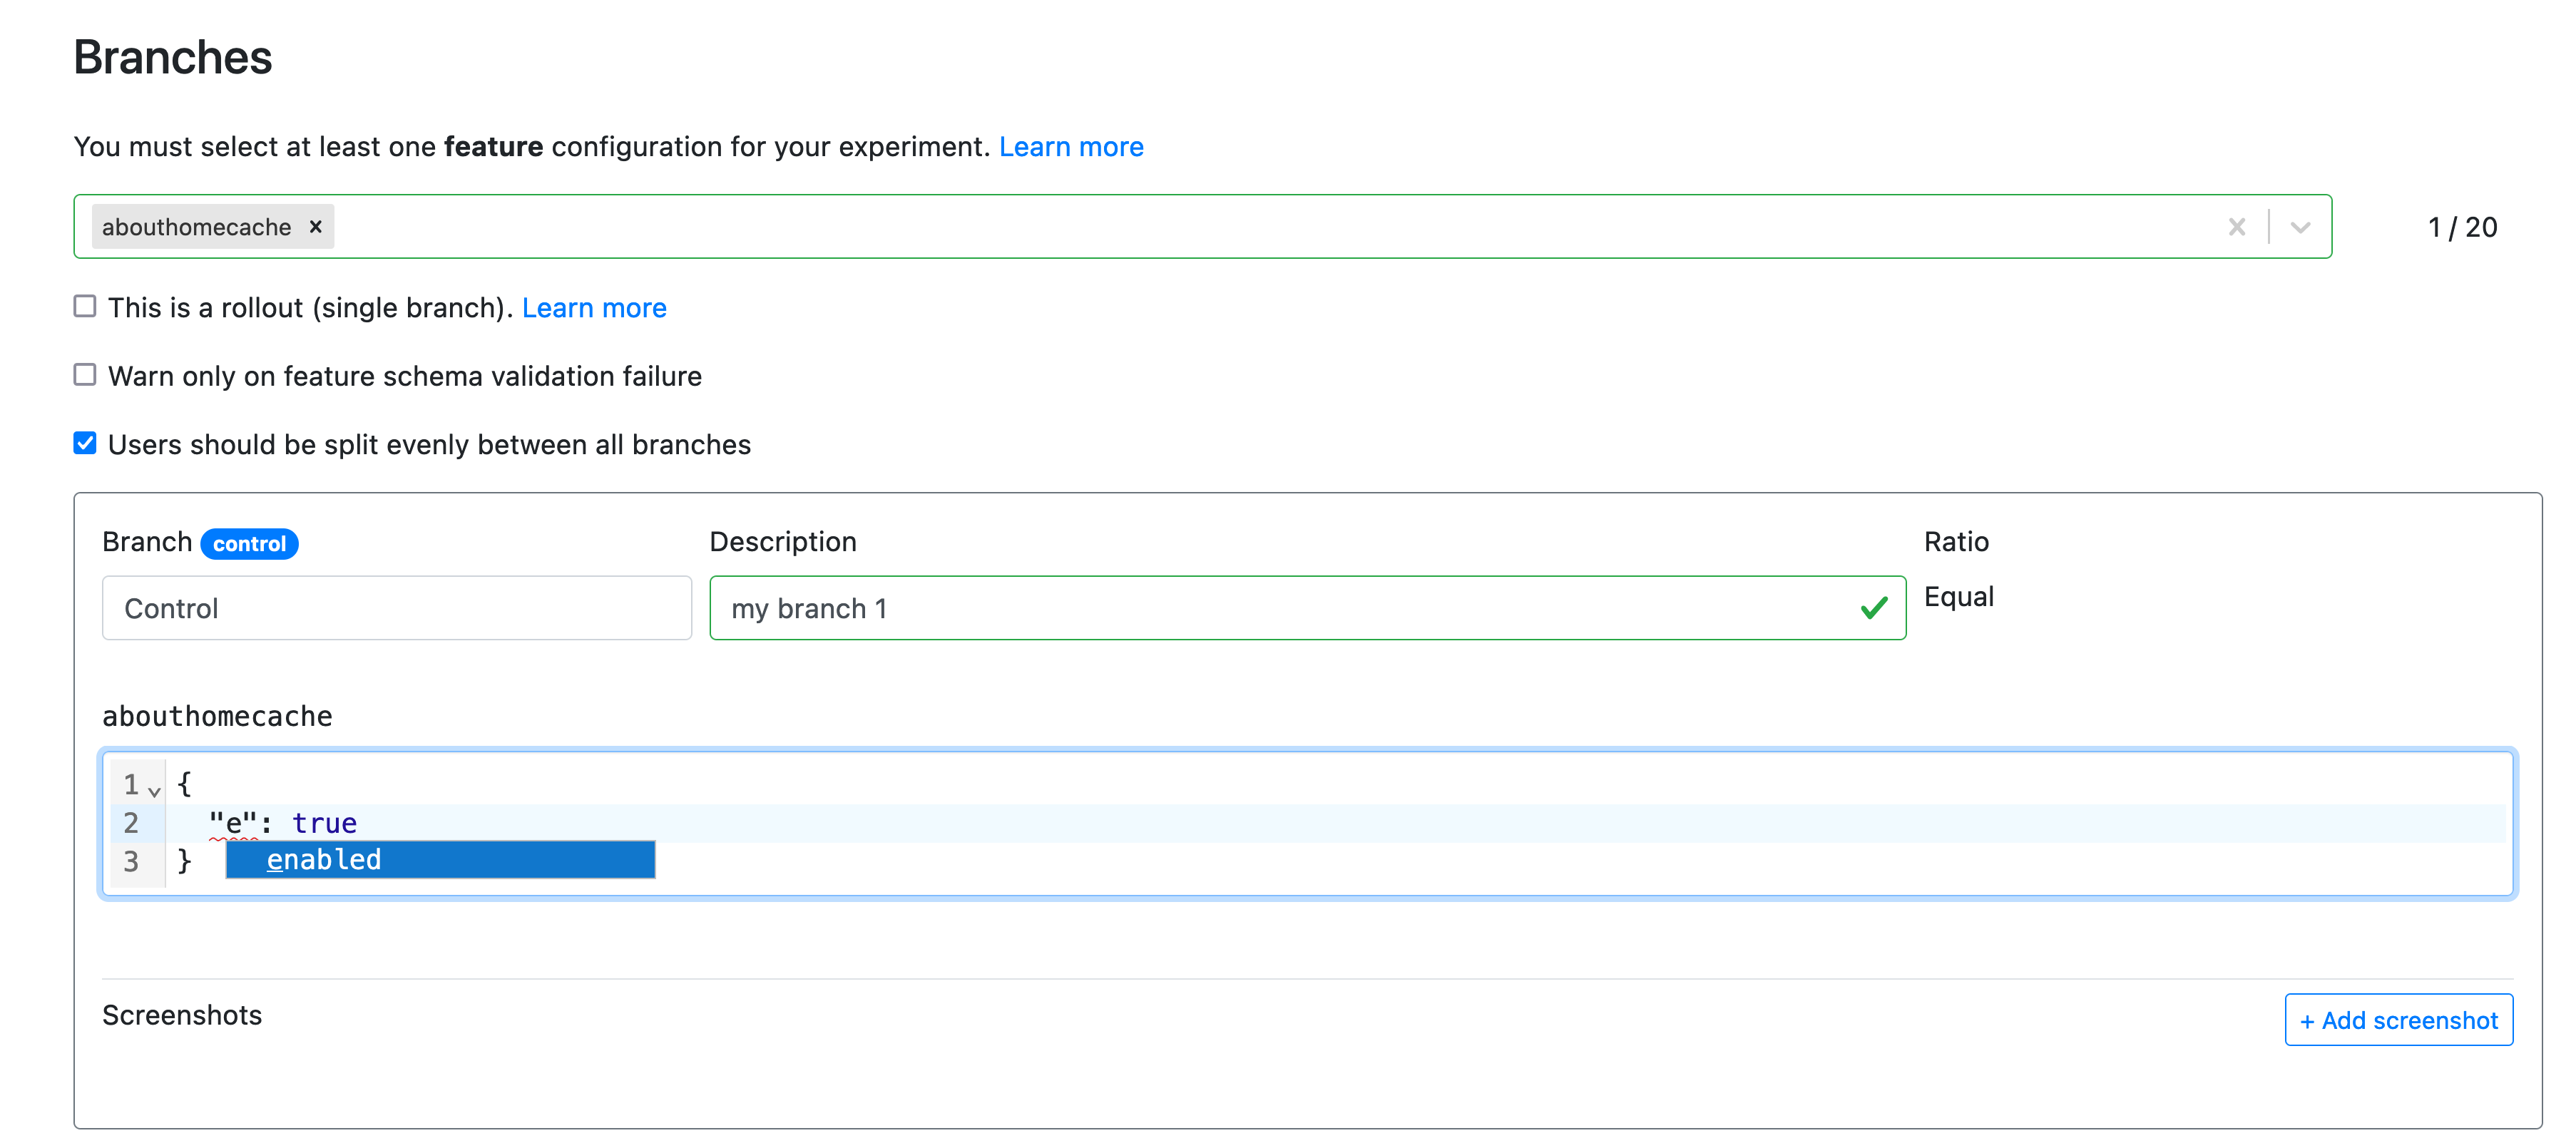 Branches
You must select at least one feature configuration for your experiment. Learn more
abouthomecache
1 / 20
This is a rollout (single branch). Learn more
Warn only on feature schema validation failure
Users should be split evenly between all branches
Branch control
Description
Ratio
Control
my branch 1
Equal
abouthomecache
1 {
2 "e": true
3 }
enabled
Screenshots
+ Add screenshot